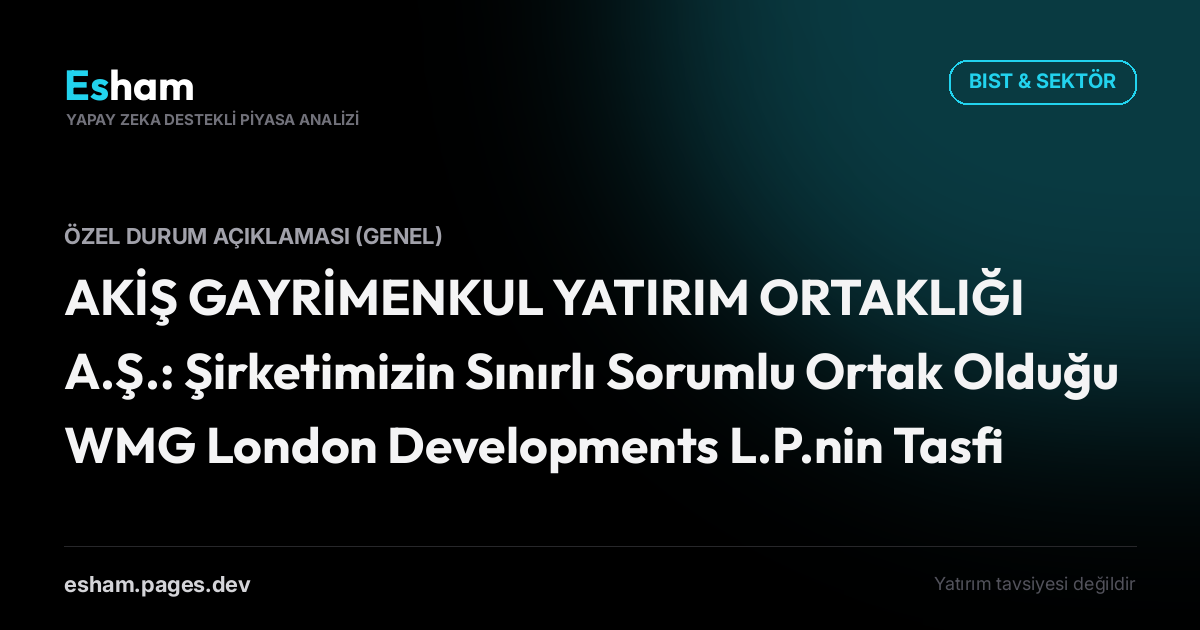 Esham
BIST & SEKTÖR
YAPAY ZEKA DESTEKLİ PİYASA ANALİZİ
ÖZEL DURUM AÇIKLAMASI (GENEL)
AKİŞ GAYRİMENKUL YATIRIM ORTAKLIĞI
A.Ş.: Şirketimizin Sınırlı Sorumlu Ortak Olduğu
WMG London Developments L.P.nin Tasfi
esham.pages.dev
Yatırım tavsiyesi değildir